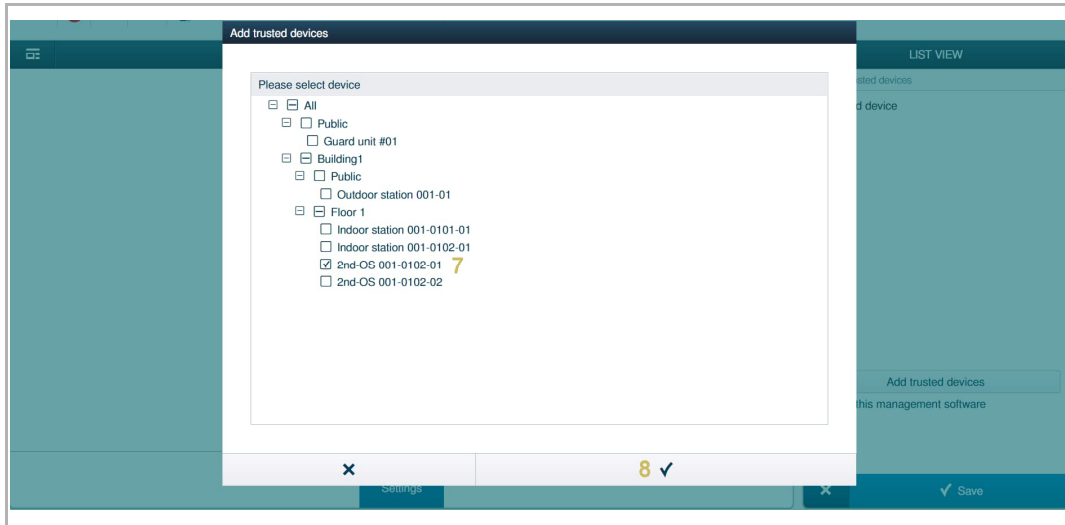 Add trusted devices
LIST VIEW
Please select device
sted devices
All
d device
Public
Guard unit #01
Building1
Public
Outdoor station 001-01
Floor 1
Indoor station 001-0101-01
Indoor station 001-0102-01
2nd-OS 001-0102-01 7
2nd-OS 001-0102-02
Add trusted devices
this management software
8
Settings
Save